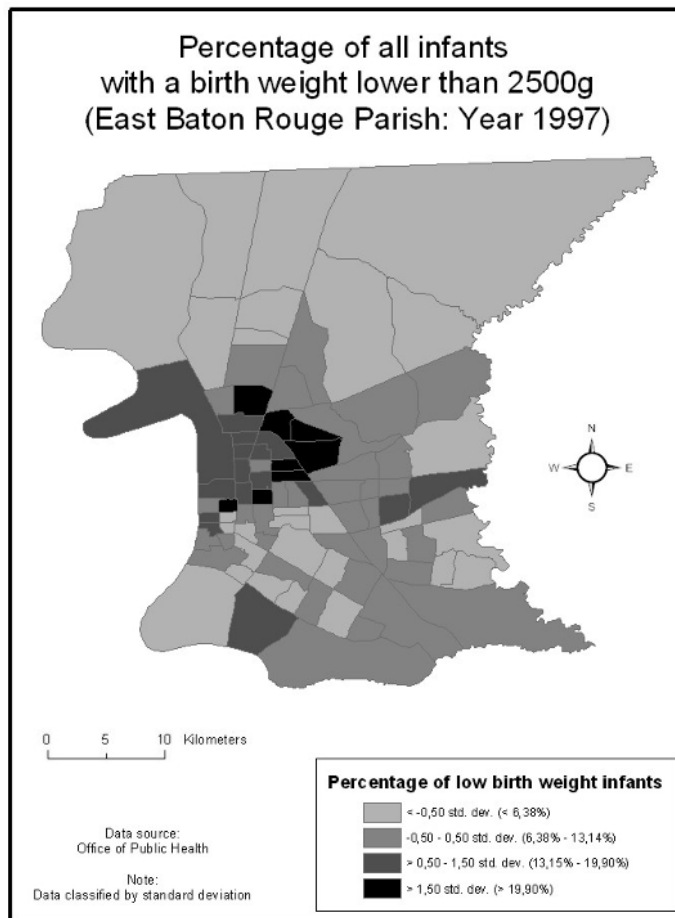 Percentage of all infants
with a birth weight lower than 2500g
(East Baton Rouge Parish: Year 1997)
N
W E
S
0 5 10 Kilometers
Data source:
Office of Public Health
Note:
Data classified by standard deviation
Percentage of low birth weight infants
< -0,50 std. dev. (< 6,38%)
-0,50 - 0,50 std. dev. (6,38% - 13,14%)
> 0,50 - 1,50 std. dev. (13,15% - 19,90%)
> 1,50 std. dev. (> 19,90%)